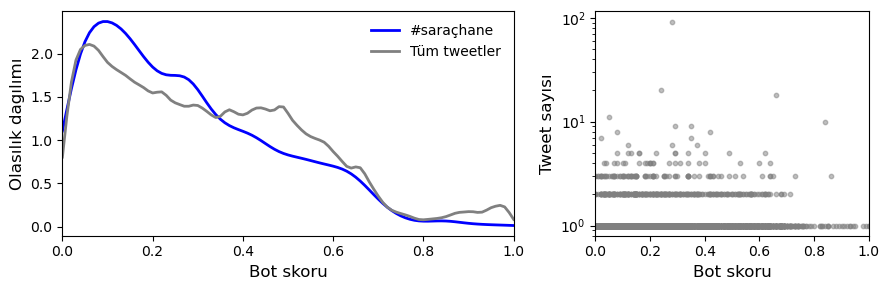 #saraçhane
Tüm tweetler
Olasılık dagılımı
2.0
1.5
1.0
0.5
0.0
0.0 0.2 0.4 0.6 0.8 1.0
Bot skoru
Tweet sayısı
10²
10¹
10⁰
0.0 0.2 0.4 0.6 0.8 1.0
Bot skoru